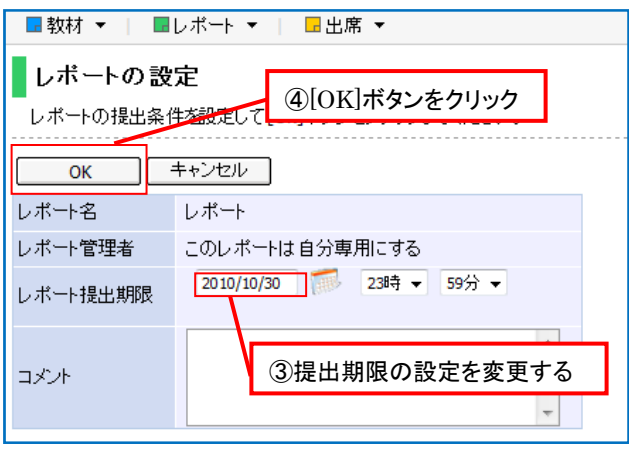 教材 ▼ | レポート ▼ | 出席 ▼
レポートの設定
④[OK]ボタンをクリック
レポートの提出条件を設定して
OK キャンセル
レポート名 レポート
レポート管理者 このレポートは自分専用にする
レポート提出期限 2010/10/30 23時 ▼ 59分 ▼
③提出期限の設定を変更する
コメント